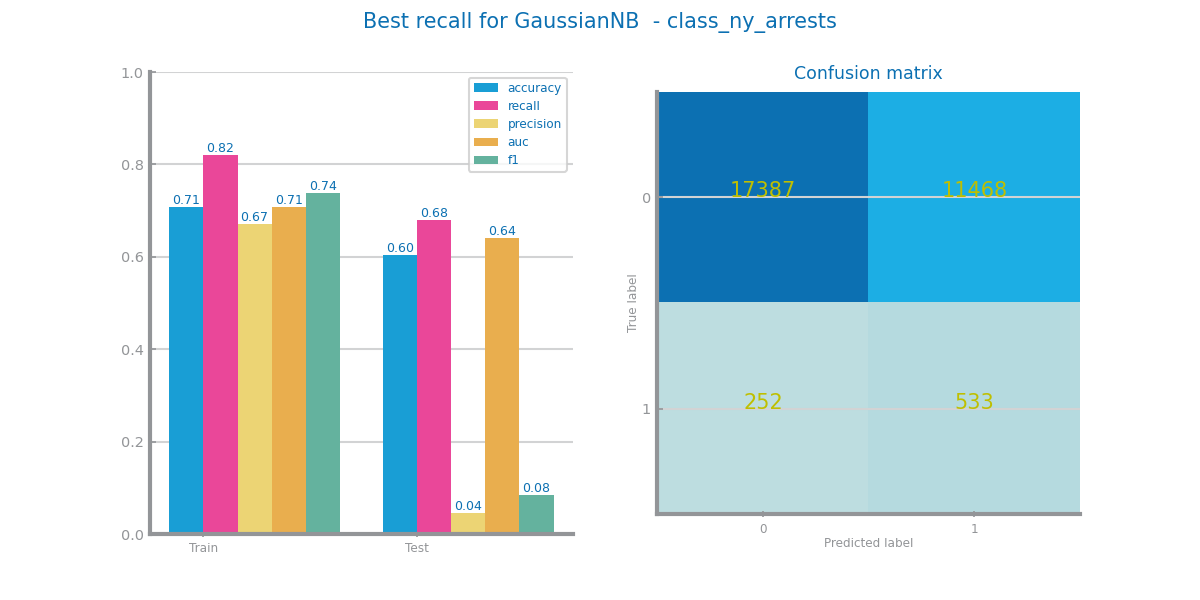 Best recall for GaussianNB  - class_ny_arrests
1.0
0.8
0.6
0.4
0.2
0.0
accuracy
recall
precision
auc
f1
0.71
0.82
0.67
0.71
0.74
0.60
0.68
0.04
0.64
0.08
Train
Test
Confusion matrix
True label
0
1
17387
11468
252
533
0
1
Predicted label